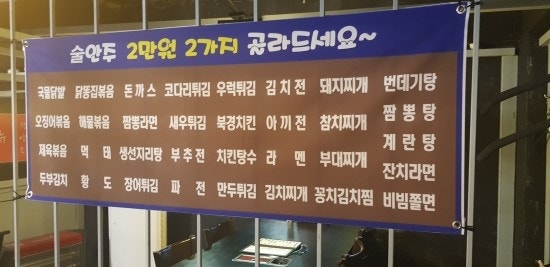 술안주 2만원 2가지 골라드세요~
국물닭발 닭똥집볶음 돈까스 코다리튀김 우럭튀김 김치전 돼지찌개 번데기탕
오징어볶음 해물볶음 짬뽕라면 새우튀김 북경치킨 아끼전 참치찌개 짬뽕탕
제육볶음 먹태 생선지리탕 부추전 치킨탕수 라멘 부대찌개 계란탕
두부김치 황도 장어튀김 파전 만두튀김 김치찌개 꽁치김치찜 잔치라면
비빔쫄면